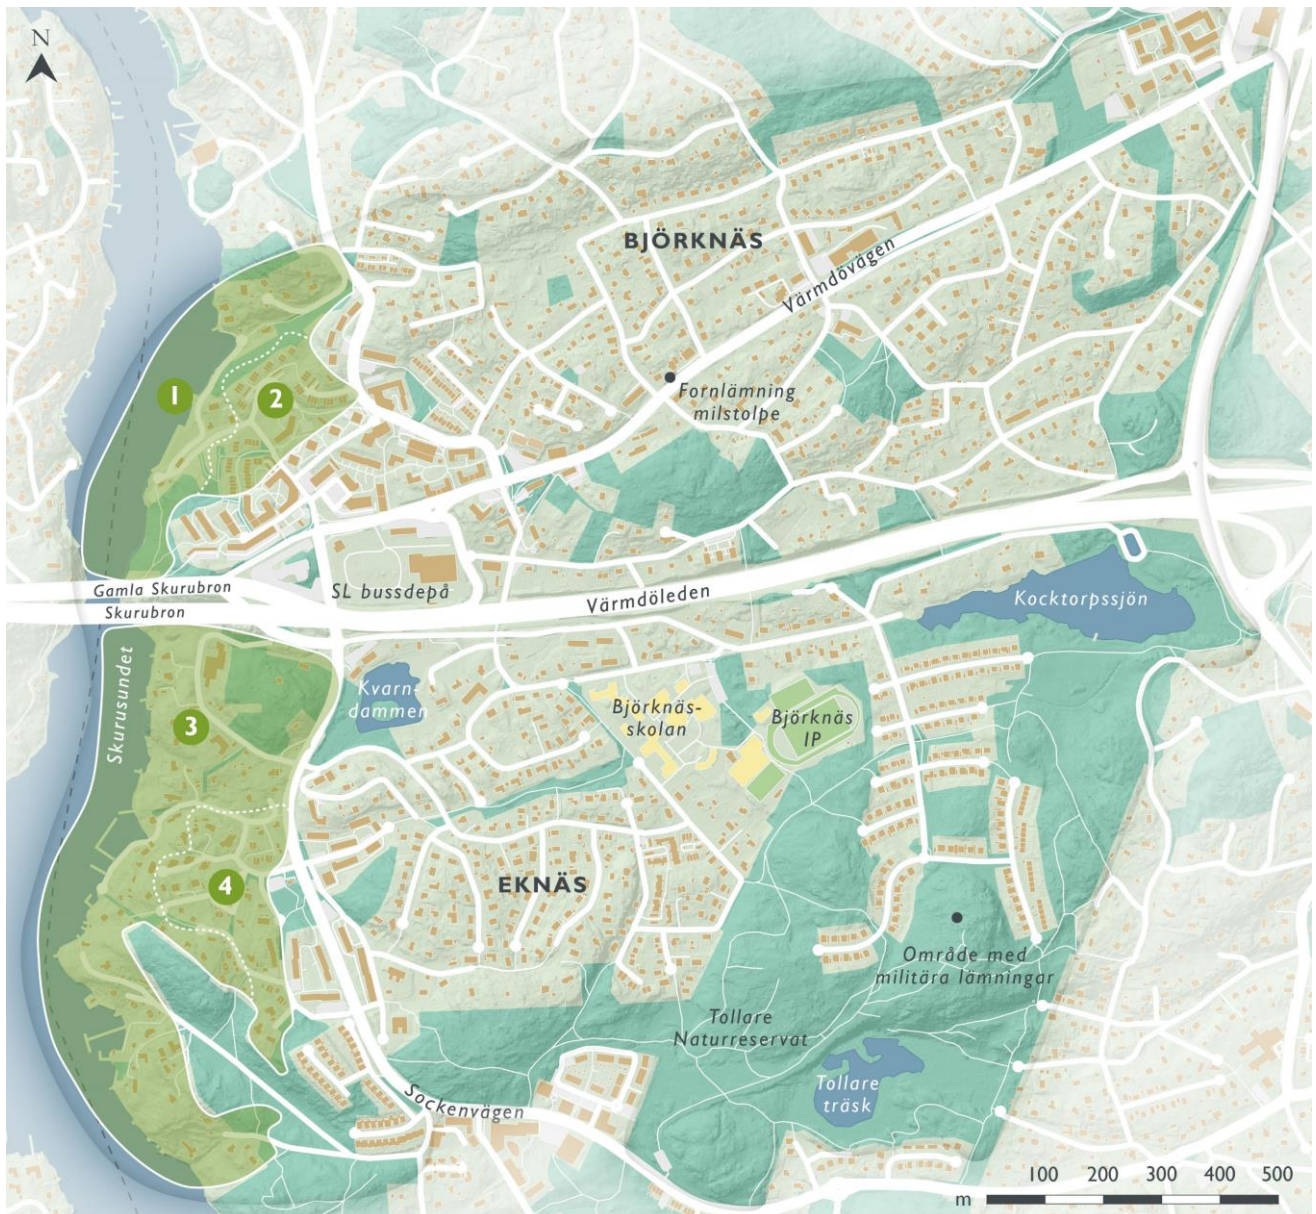 N
BJÖRKNÄS
Värmdövägen
1
2
Fornlämning
milstolpe
Gamla Skurubron
Skurubron
SL bussdepå
Värmdöleden
Kocktorpssjön
Skurusundet
Kvarn-
dammen
3
Björknäs-
skolan
Björknäs
IP
4
EKNÄS
Område med
militära lämningar
Tollare
Naturreservat
Tollare
träsk
Sockenvägen
m 100 200 300 400 500